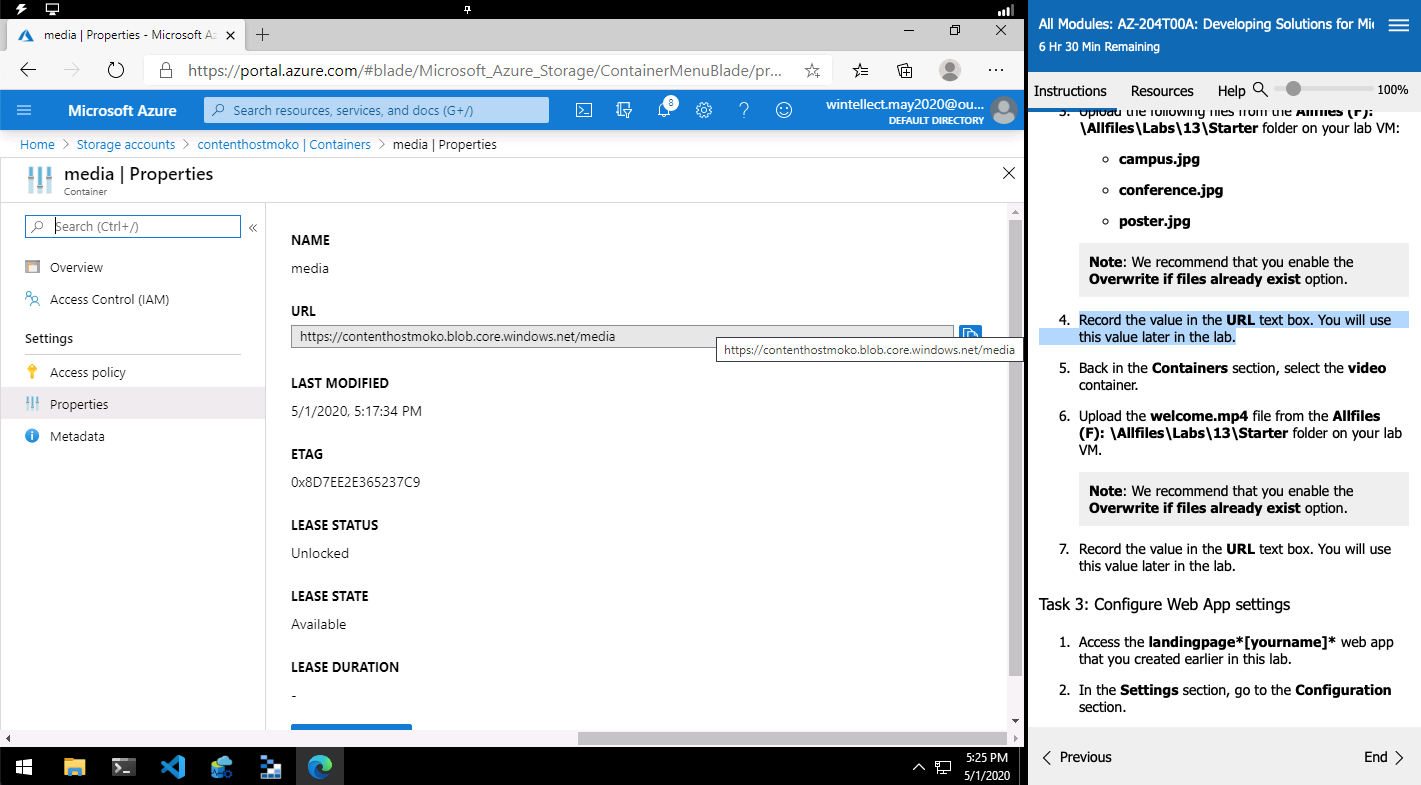 media | Properties - Microsoft Az
https://portal.azure.com/#blade/Microsoft_Azure_Storage/ContainerMenuBlade/pr...
Microsoft Azure
Search resources, services, and docs (G+/)
8
wintellect.may2020@ou...
DEFAULT DIRECTORY
Home > Storage accounts > contenthostmoko | Containers > media | Properties
media | Properties
Container
Search (Ctrl+/)
«
Overview
Access Control (IAM)
Settings
Access policy
Properties
Metadata
NAME
media
URL
https://contenthostmoko.blob.core.windows.net/media
https://contenthostmoko.blob.core.windows.net/media
LAST MODIFIED
5/1/2020, 5:17:34 PM
ETAG
0x8D7EE2E365237C9
LEASE STATUS
Unlocked
LEASE STATE
Available
LEASE DURATION
-
5:25 PM
5/1/2020
All Modules: AZ-204T00A: Developing Solutions for Mi
6 Hr 30 Min Remaining
Instructions Resources Help 100%
3. Upload the following files from the Allfiles (F):
\Allfiles\Labs\13\Starter folder on your lab VM:
campus.jpg
conference.jpg
poster.jpg
Note: We recommend that you enable the
Overwrite if files already exist option.
4. Record the value in the URL text box. You will use
this value later in the lab.
5. Back in the Containers section, select the video
container.
6. Upload the welcome.mp4 file from the Allfiles
(F): \Allfiles\Labs\13\Starter folder on your lab
VM.
Note: We recommend that you enable the
Overwrite if files already exist option.
7. Record the value in the URL text box. You will use
this value later in the lab.
Task 3: Configure Web App settings
1. Access the landingpage*[yourname]* web app
that you created earlier in this lab.
2. In the Settings section, go to the Configuration
section.
Previous
End